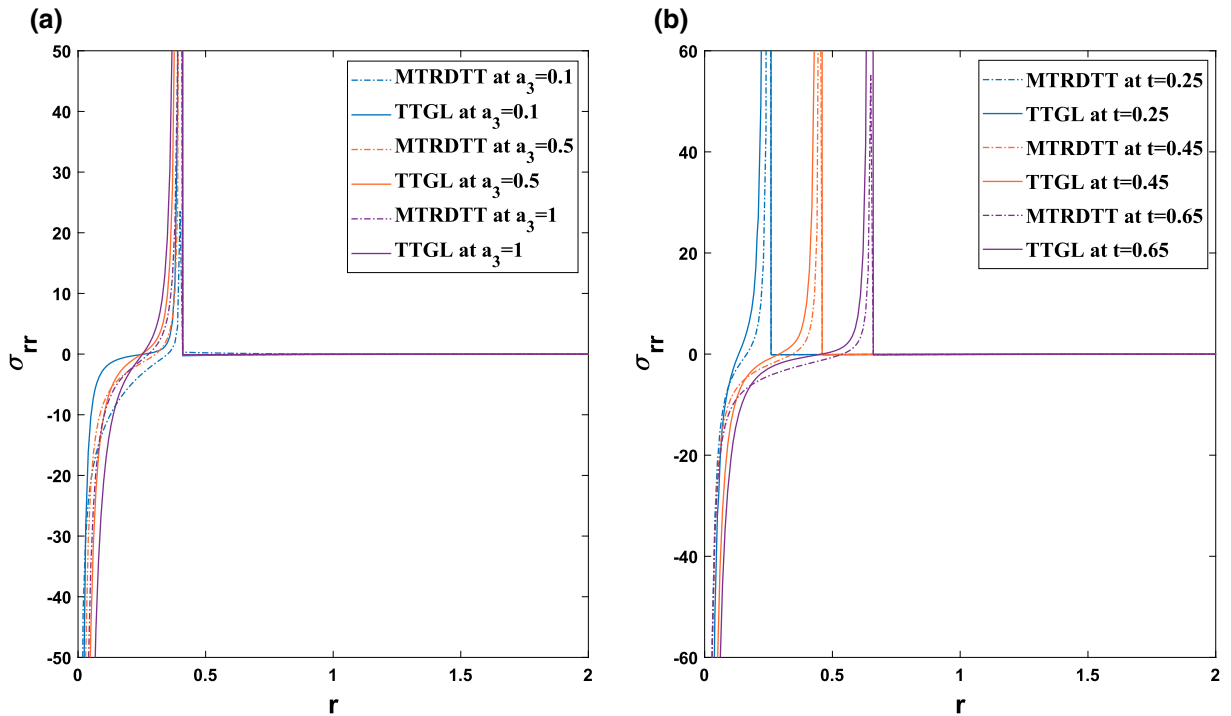 (a)
50
40
30
20
10
0
-10
-20
-30
-40
-50
0
0.5
1
1.5
2
r
σrr
MTRDTT at a3=0.1
TTGL at a3=0.1
MTRDTT at a3=0.5
TTGL at a3=0.5
MTRDTT at a3=1
TTGL at a3=1
(b)
60
40
20
0
-20
-40
-60
0
0.5
1
1.5
2
r
σrr
MTRDTT at t=0.25
TTGL at t=0.25
MTRDTT at t=0.45
TTGL at t=0.45
MTRDTT at t=0.65
TTGL at t=0.65